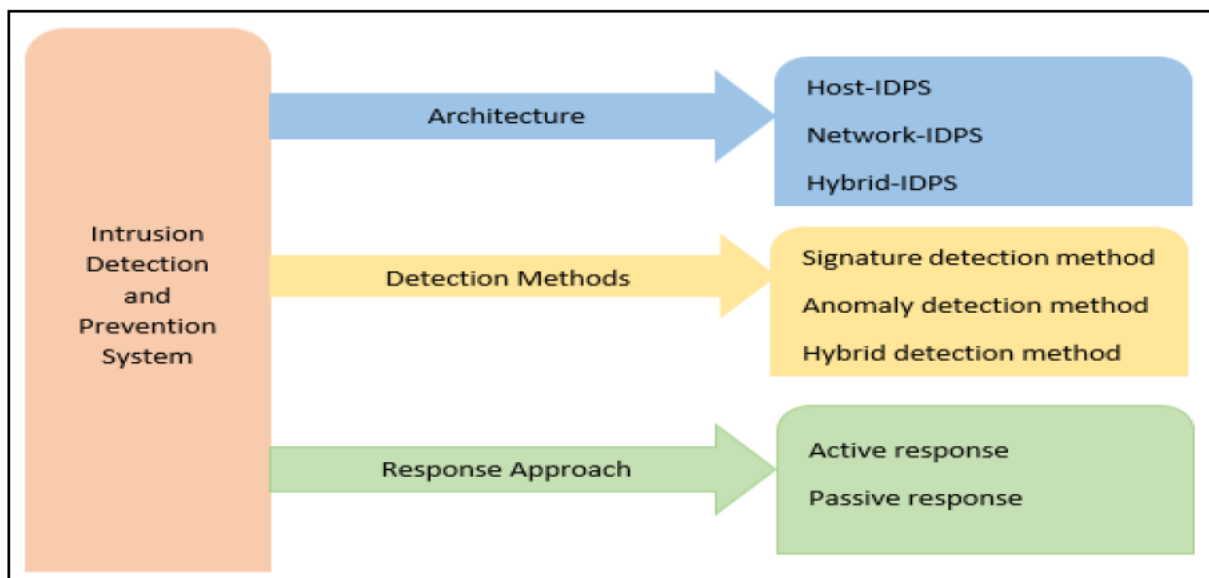 Intrusion
Detection
and
Prevention
System
Architecture
Host-IDPS
Network-IDPS
Hybrid-IDPS
Detection Methods
Signature detection method
Anomaly detection method
Hybrid detection method
Response Approach
Active response
Passive response